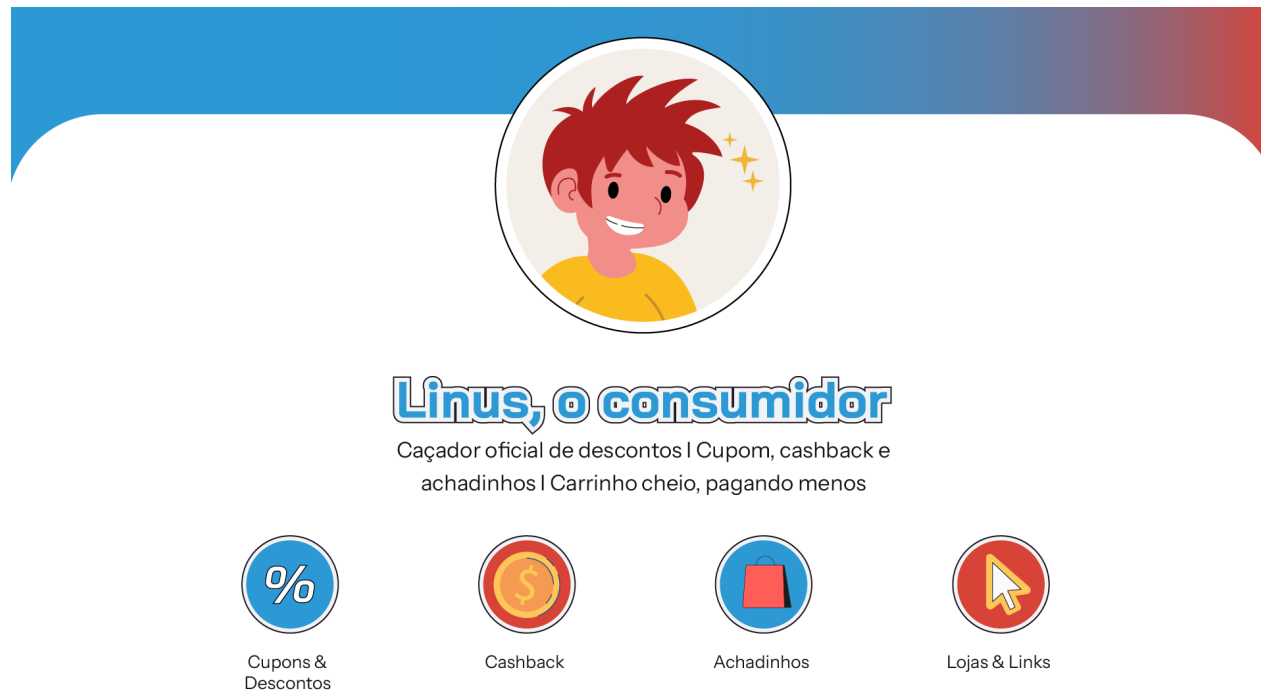 Linus, o consumidor
Caçador oficial de descontos | Cupom, cashback e
achadinhos | Carrinho cheio, pagando menos
%
$
Cupons &
Descontos
Cashback
Achadinhos
Lojas & Links